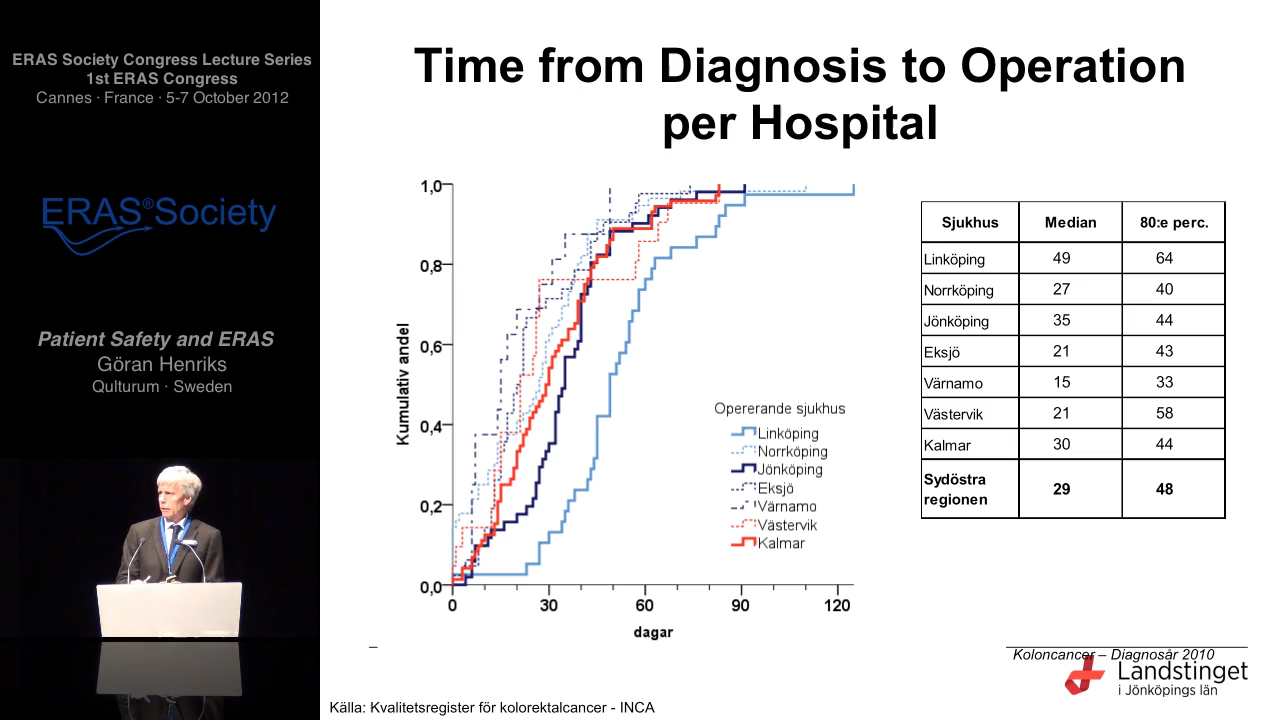 ERAS Society Congress Lecture Series
1st ERAS Congress
Cannes · France · 5-7 October 2012
ERAS®Society
Patient Safety and ERAS
Göran Henriks
Qulturum · Sweden
Time from Diagnosis to Operation
per Hospital
Kumulativ andel
1,0
0,8
0,6
0,4
0,2
0,0
0 30 60 90 120
dagar
Opererande sjukhus
Linköping
Norrköping
Jönköping
Eksjö
Värnamo
Västervik
Kalmar
Sjukhus Median 80:e perc.
Linköping 49 64
Norrköping 27 40
Jönköping 35 44
Eksjö 21 43
Värnamo 15 33
Västervik 21 58
Kalmar 30 44
Sydöstra
regionen 29 48
Koloncancer – Diagnosår 2010
Landstinget
i Jönköpings län
Källa: Kvalitetsregister för kolorektalcancer - INCA